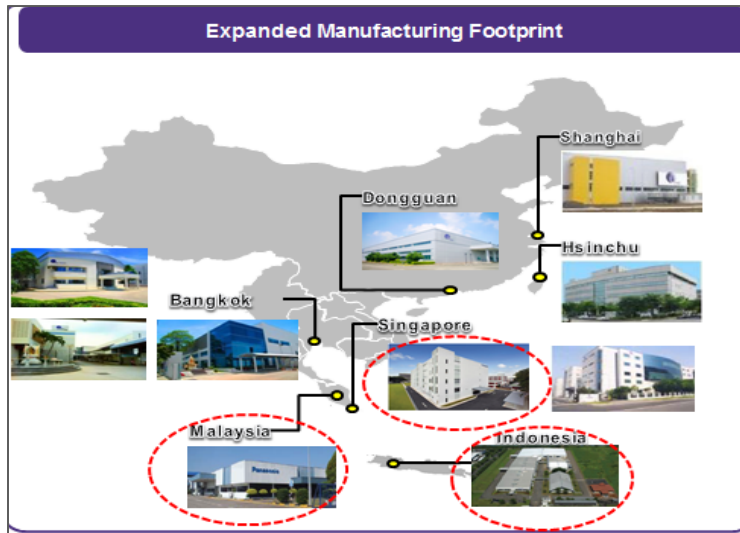 Expanded Manufacturing Footprint
Shanghai
Dongguan
Hsinchu
Bangkok
Singapore
Malaysia
Indonesia
Panasonic